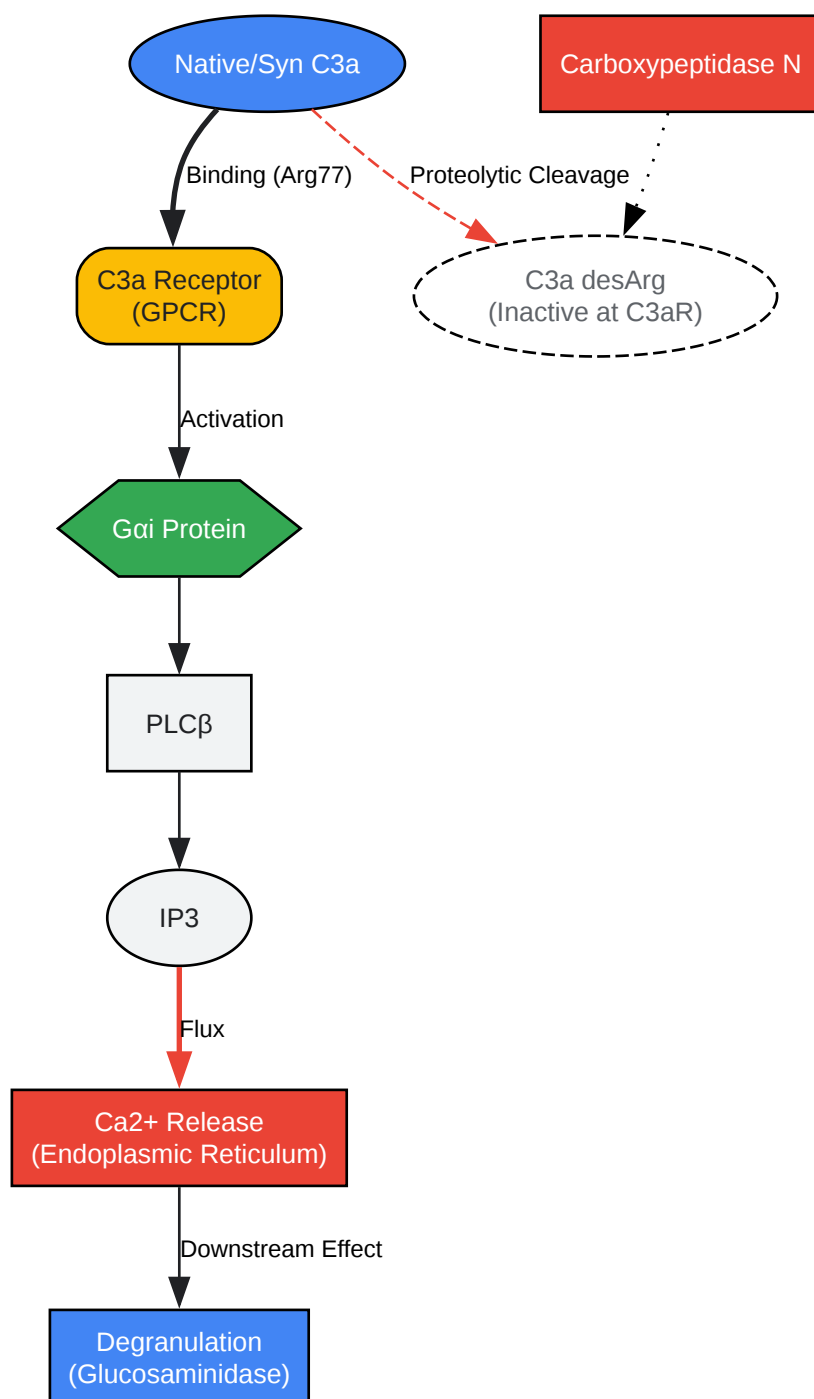 Native/Syn C3a
Carboxypeptidase N
Binding (Arg77)
Proteolytic Cleavage
C3a Receptor
(GPCR)
C3a desArg
(Inactive at C3aR)
Activation
Gαi Protein
PLCβ
IP3
Flux
Ca2+ Release
(Endoplasmic Reticulum)
Downstream Effect
Degranulation
(Glucosaminidase)